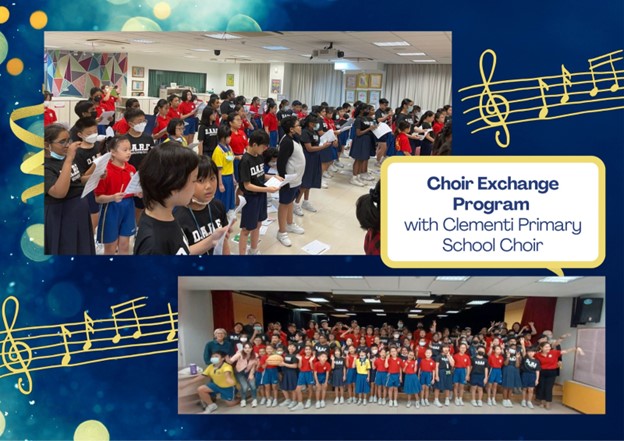 D.A.R.E
D.A.R.E
Choir Exchange
Program
with Clementi Primary
School Choir